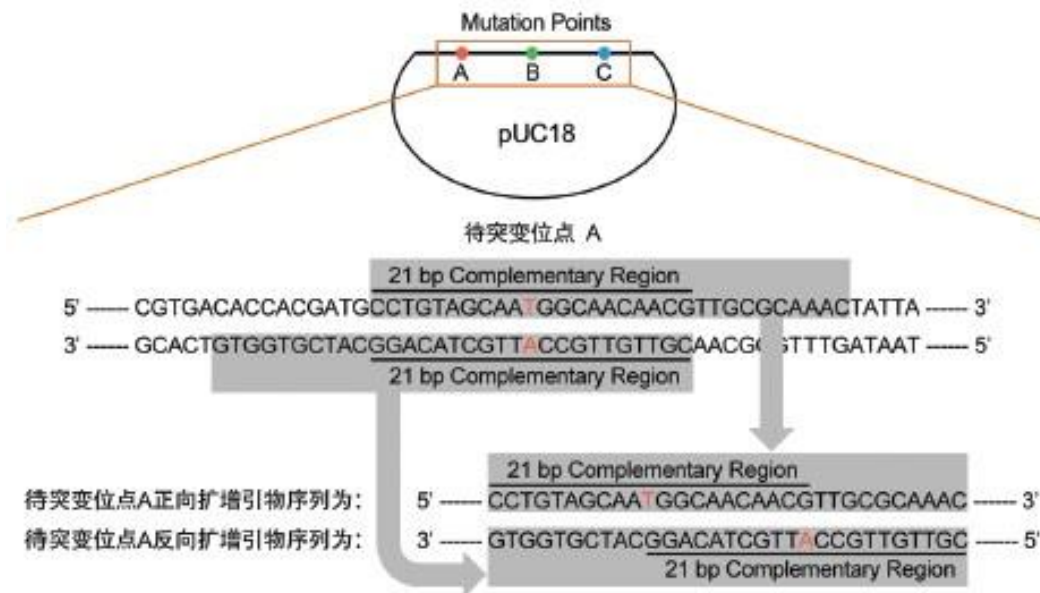 Mutation Points
A B C
pUC18
待突变位点 A
21 bp Complementary Region
5' ------ CGTGACACCACGATGCCTGTAGCAATGGCAACAACGTTGCGCAAACTATTA ------ 3'
3' ------ GCACTGTGGTGCTACGGACATCGTTACCGTTGTTGCAACGCGTTTGATAAT ------ 5'
21 bp Complementary Region
21 bp Complementary Region
待突变位点A正向扩增引物序列为： 5' ------ CCTGTAGCAATGGCAACAACGTTGCGCAAAC ------ 3'
待突变位点A反向扩增引物序列为： 3' ------ GTGGTGCTACGGACATCGTTACCGTTGTTGC ------ 5'
21 bp Complementary Region